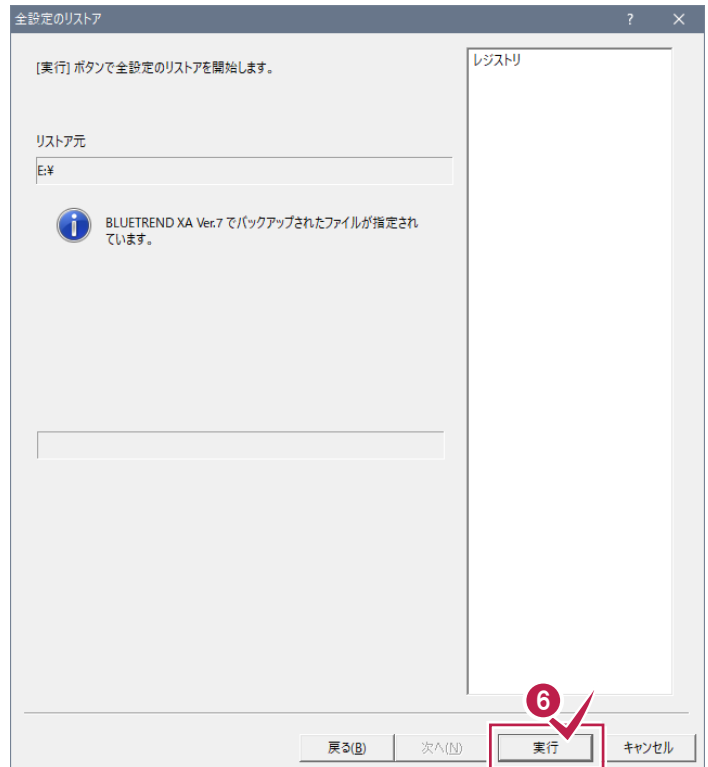 全設定のリストア
[実行] ボタンで全設定のリストアを開始します。
リストア元
E:¥
BLUETREND XA Ver.7 でバックアップされたファイルが指定され
ています。
レジストリ
6
戻る(B)
次へ(N)
実行
キャンセル